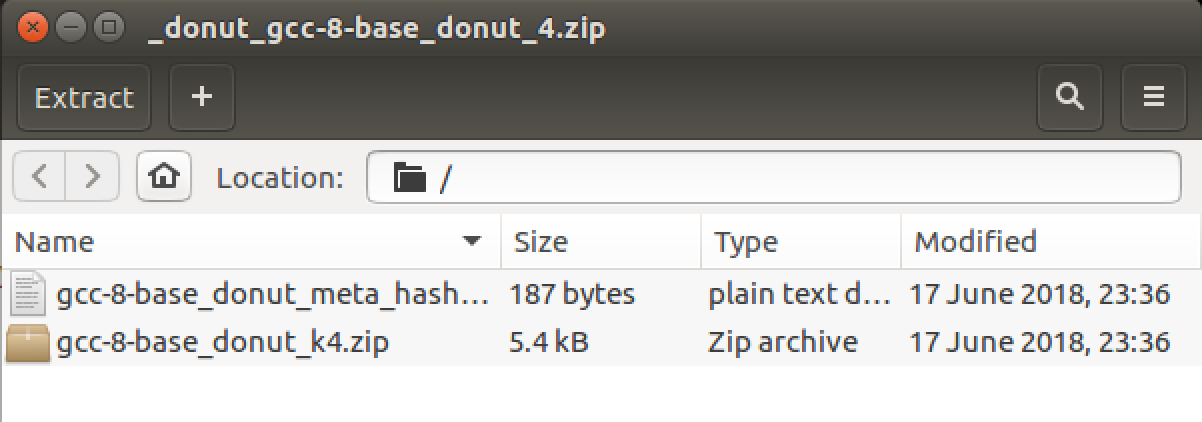 _donut_gcc-8-base_donut_4.zip
Extract +
Location: /
Name Size Type Modified
gcc-8-base_donut_meta_hash... 187 bytes plain text d... 17 June 2018, 23:36
gcc-8-base_donut_k4.zip 5.4 kB Zip archive 17 June 2018, 23:36